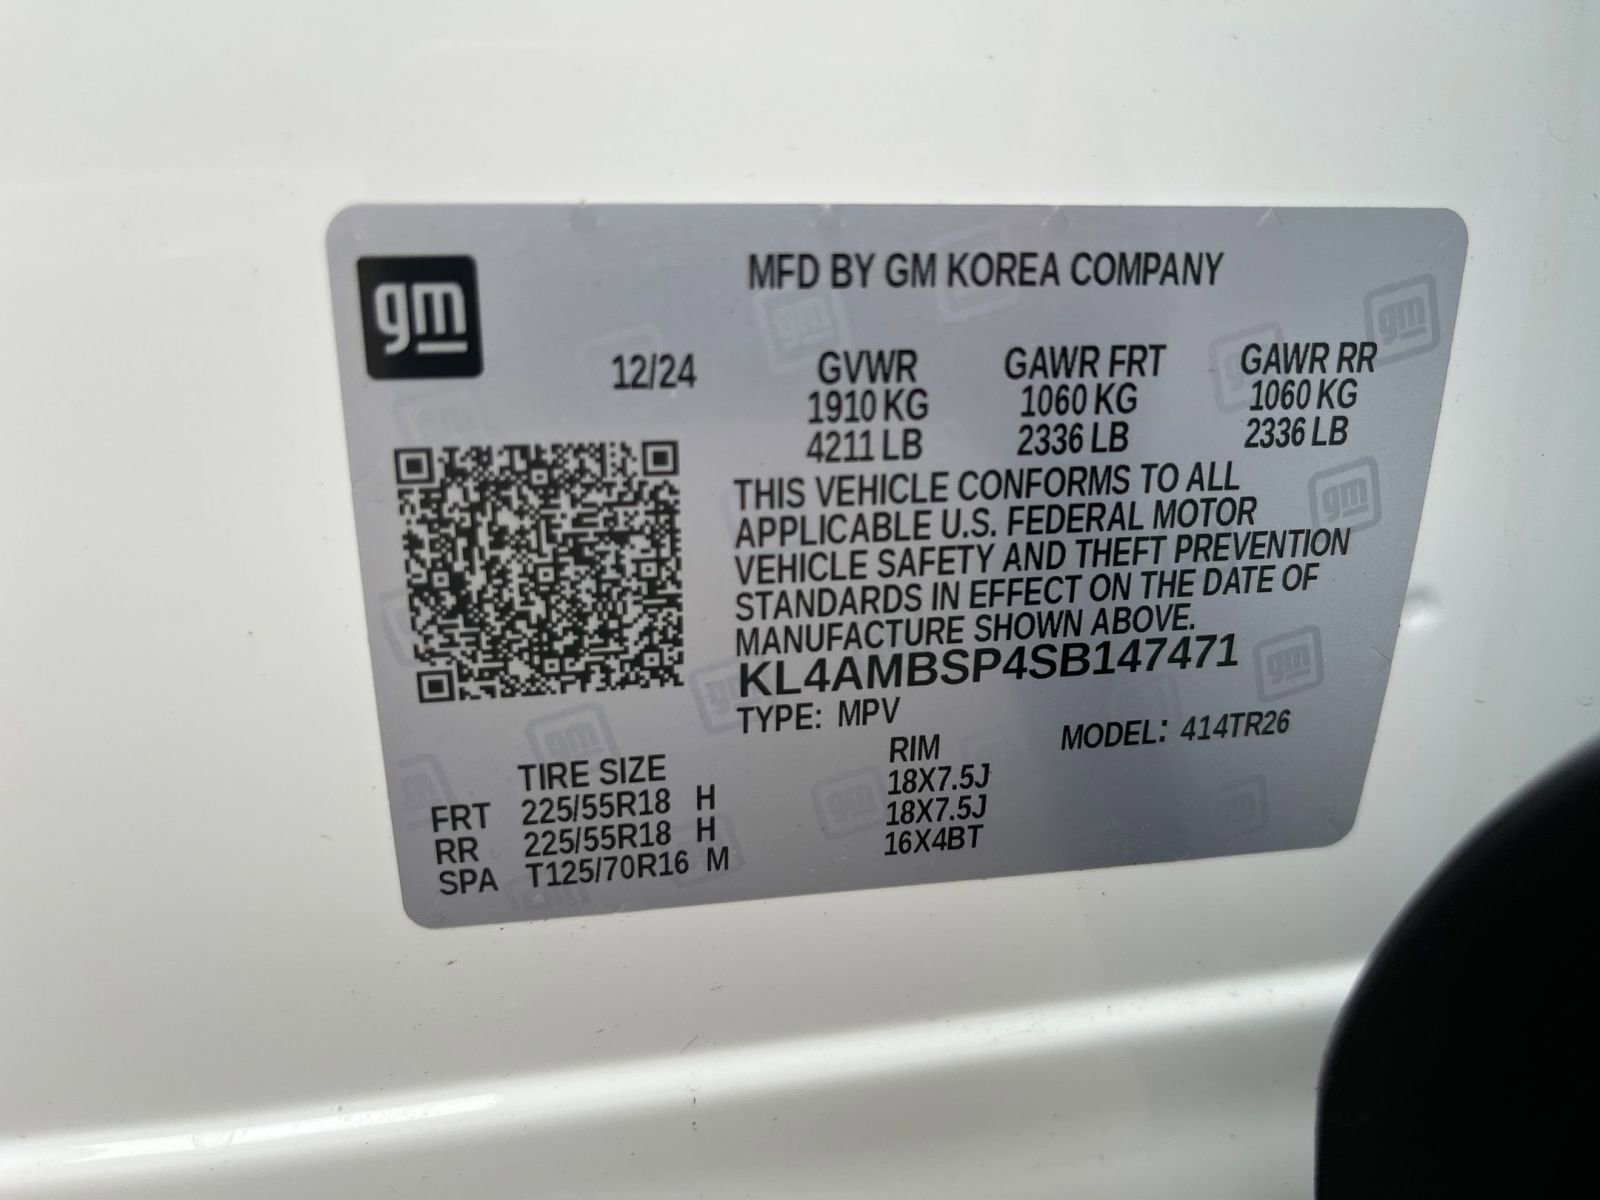 gm
MFD BY GM KOREA COMPANY
12/24 GVWR GAWR FRT GAWR RR
1910 KG 1060 KG 1060 KG
4211 LB 2336 LB 2336 LB
THIS VEHICLE CONFORMS TO ALL
APPLICABLE U.S. FEDERAL MOTOR
VEHICLE SAFETY AND THEFT PREVENTION
STANDARDS IN EFFECT ON THE DATE OF
MANUFACTURE SHOWN ABOVE.
KL4AMBSP4SB147471
TYPE: MPV MODEL: 414TR26
TIRE SIZE RIM
FRT 225/55R18 H 18X7.5J
RR 225/55R18 H 18X7.5J
SPA T125/70R16 M 16X4BT